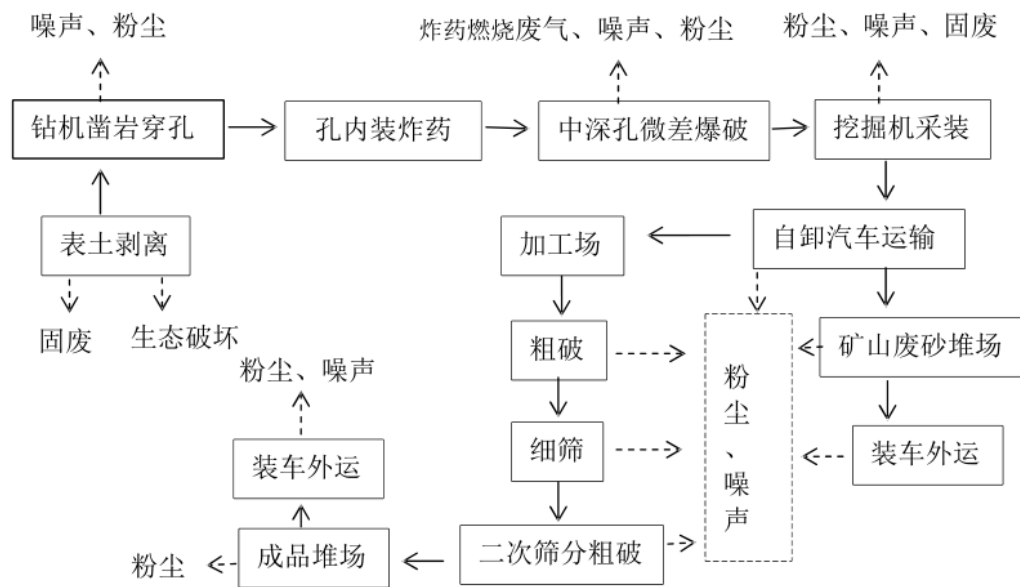 噪声、粉尘
炸药燃烧废气、噪声、粉尘
粉尘、噪声、固废
钻机凿岩穿孔
孔内装炸药
中深孔微差爆破
挖掘机采装
表土剥离
加工场
自卸汽车运输
固废
生态破坏
粗破
粉尘、噪声
矿山废砂堆场
粉尘、噪声
细筛
装车外运
装车外运
粉尘
成品堆场
二次筛分粗破